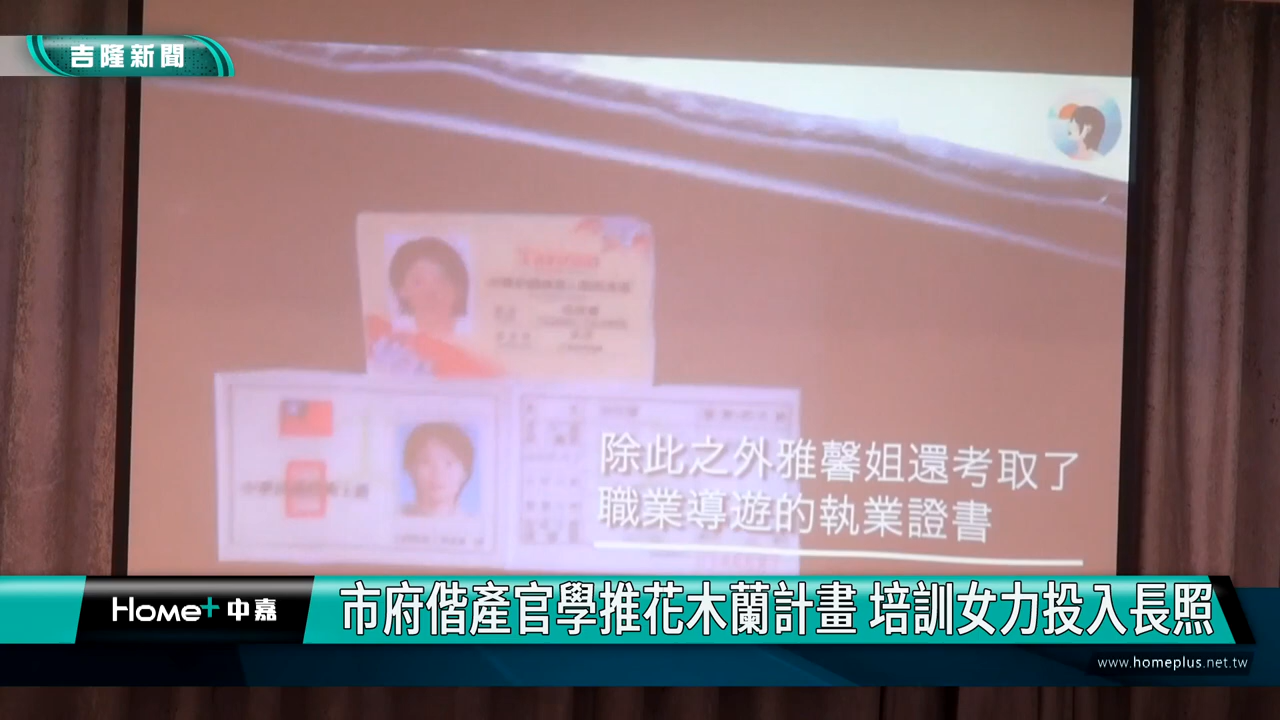 吉隆新聞
Taiwan
除此之外雅馨姐還考取了
職業導遊的執業證書
Home+中嘉
市府偕產官學推花木蘭計畫 培訓女力投入長照
www.homeplus.net.tw